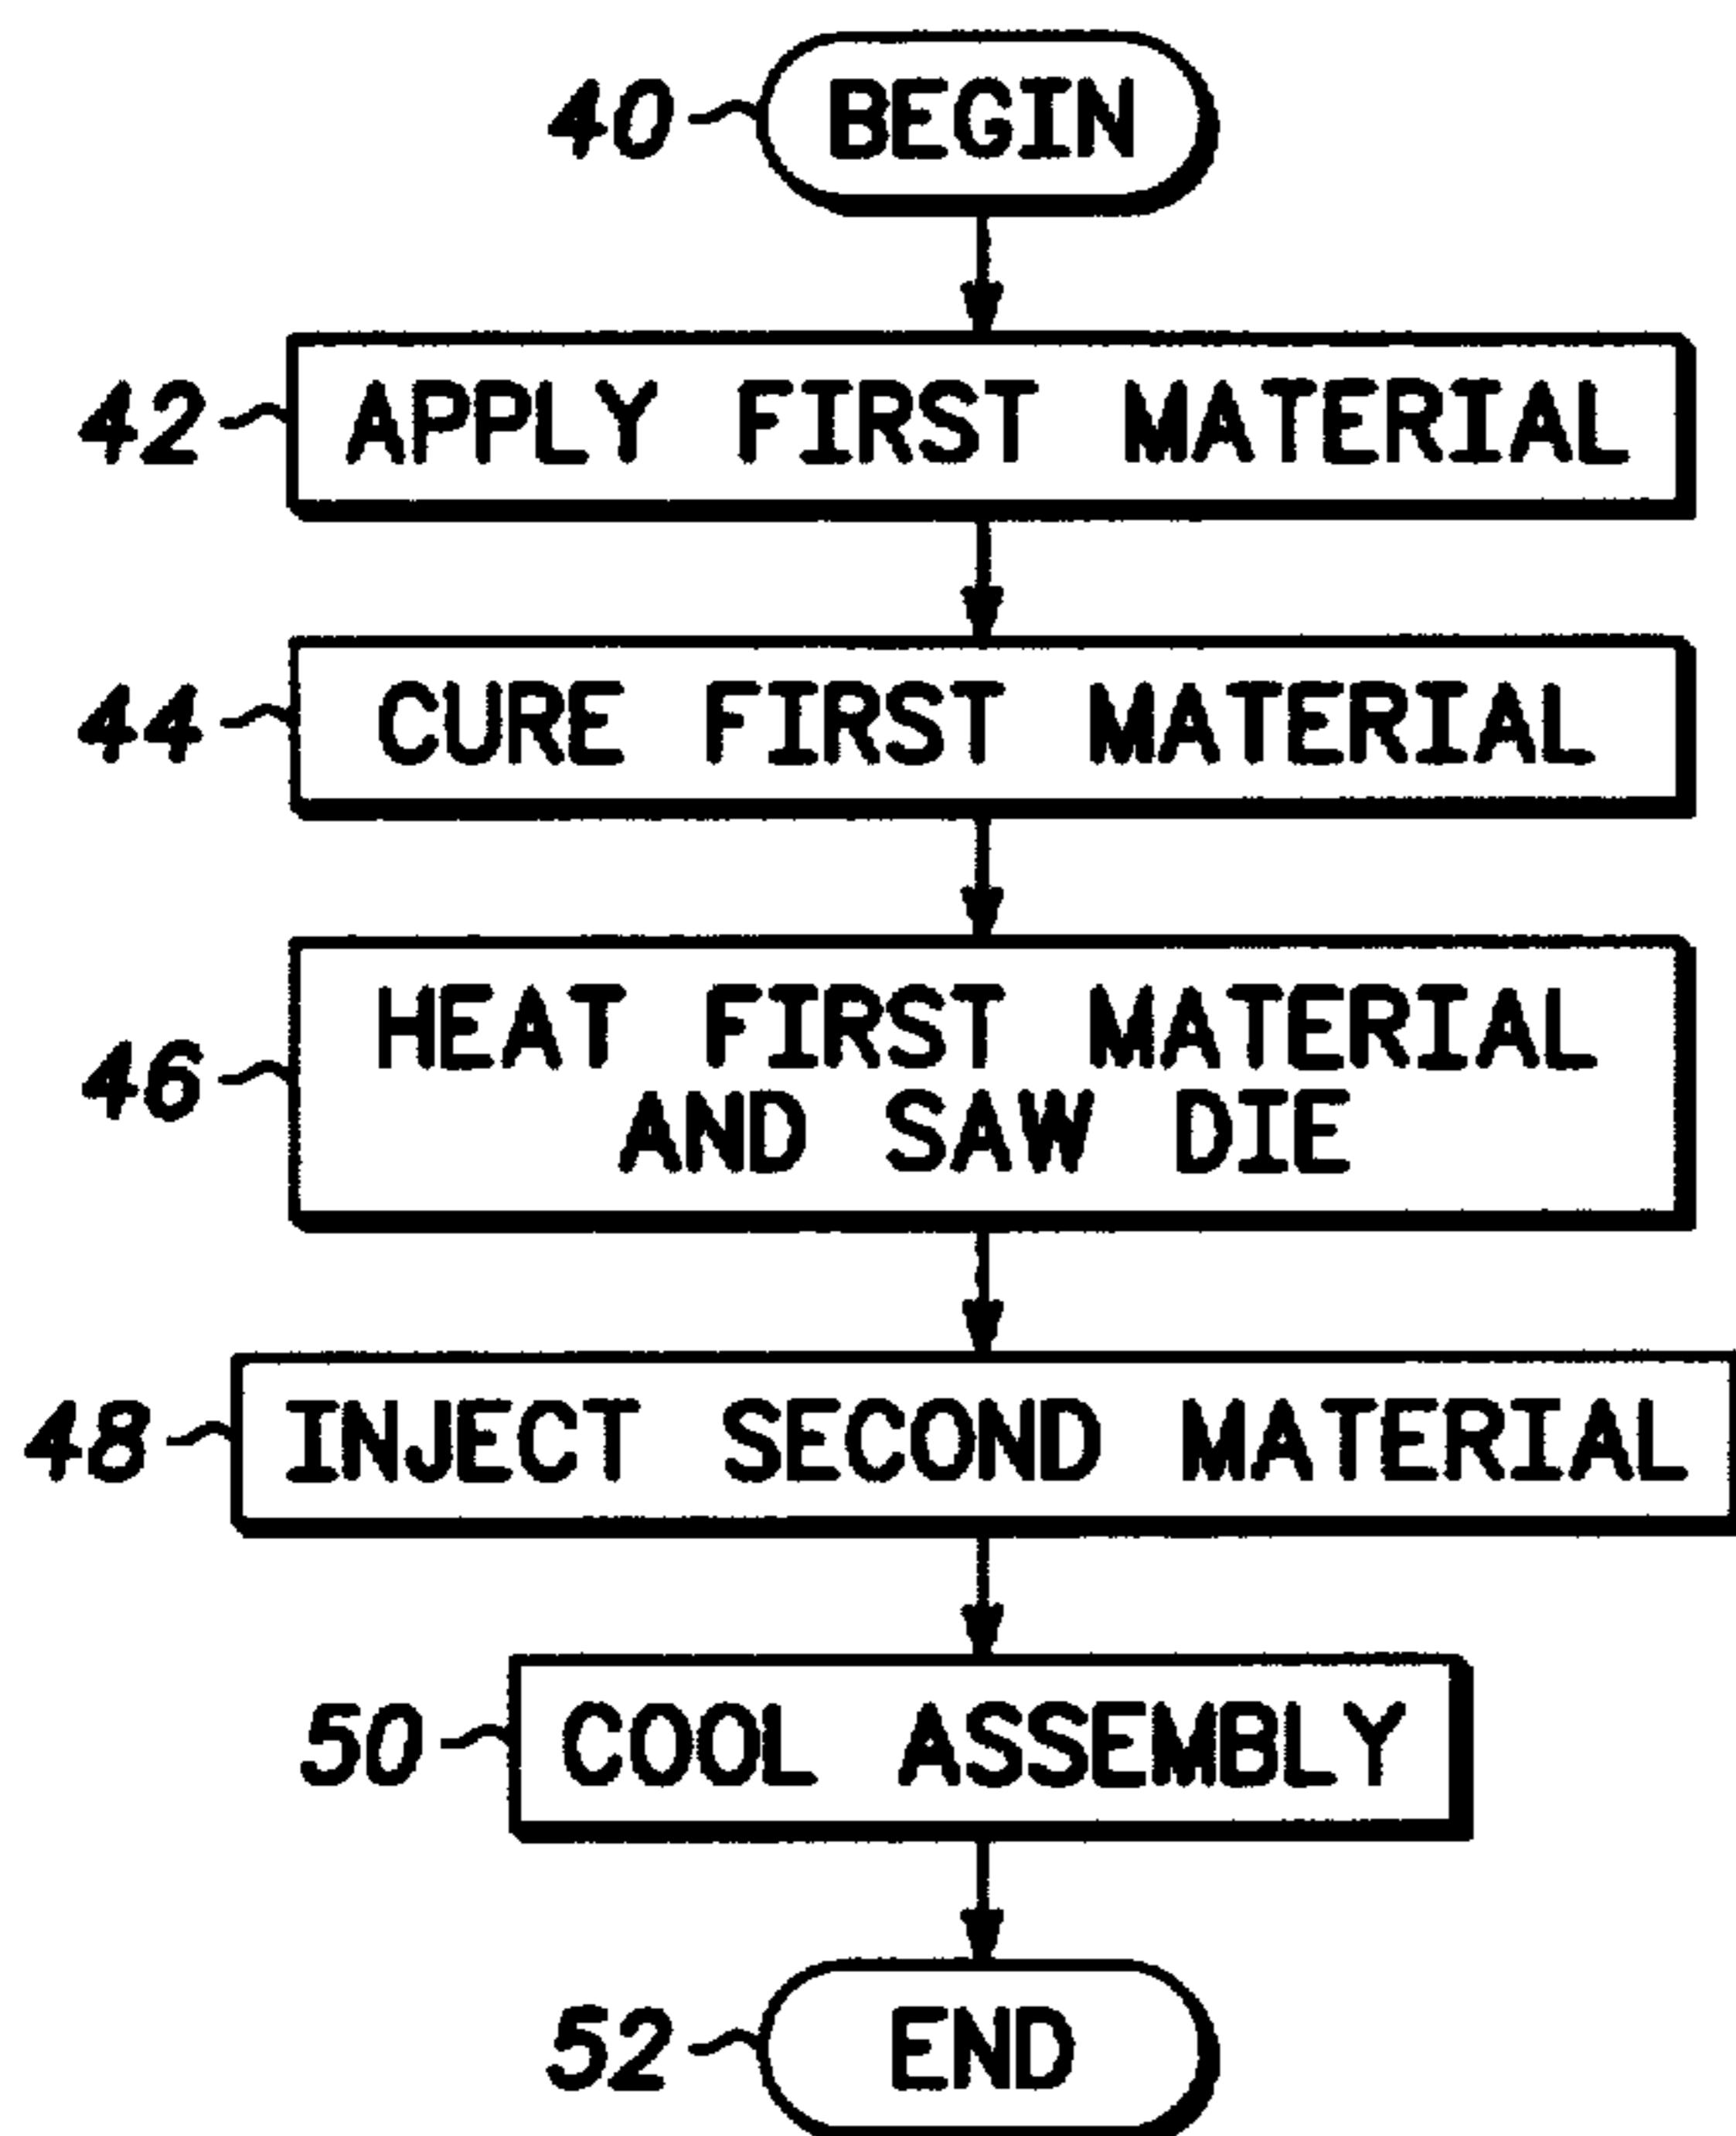 40 BEGIN
42 APPLY FIRST MATERIAL
44 CURE FIRST MATERIAL
HEAT FIRST MATERIAL
46
AND SAW DIE
48 INJECT SECOND MATERIAL
50 COOL ASSEMBLY
52 END